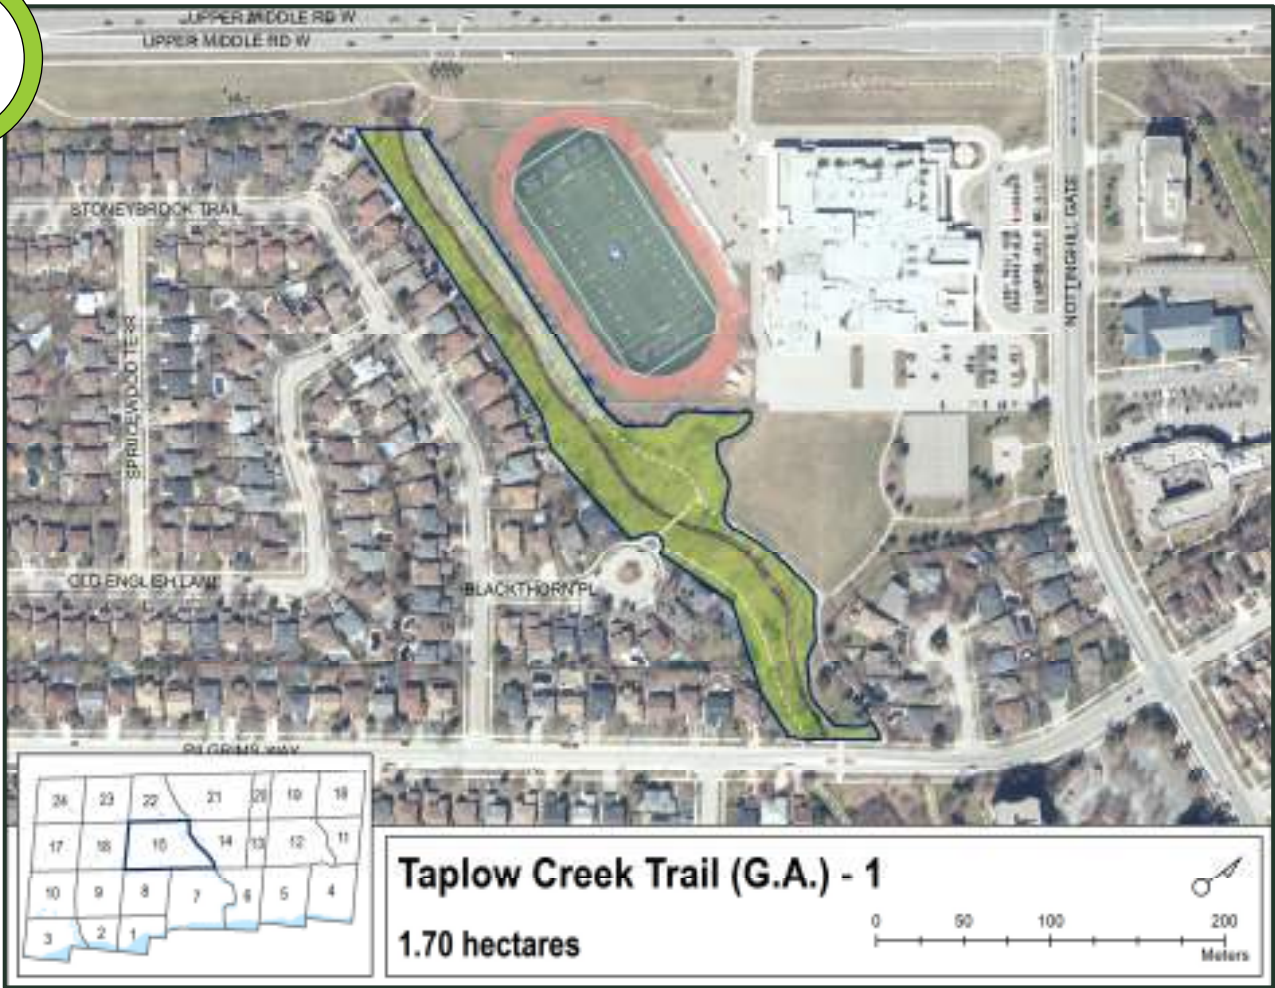 UPPER MIDDLE RD W
UPPER MIDDLE RD W
STONEYBROOK TRAIL
SPRUCEWOOD TERR
NOTTINGHILL GATE
OLD ENGLISH LANE
BLACKTHORN PL
PILGRIMS WAY
24 23 22 21 20 19 18
17 16 15 14 13 12 11
10 9 8 7 6 5 4
3 2 1
Taplow Creek Trail (G.A.) - 1
1.70 hectares
0 50 100 200
Meters